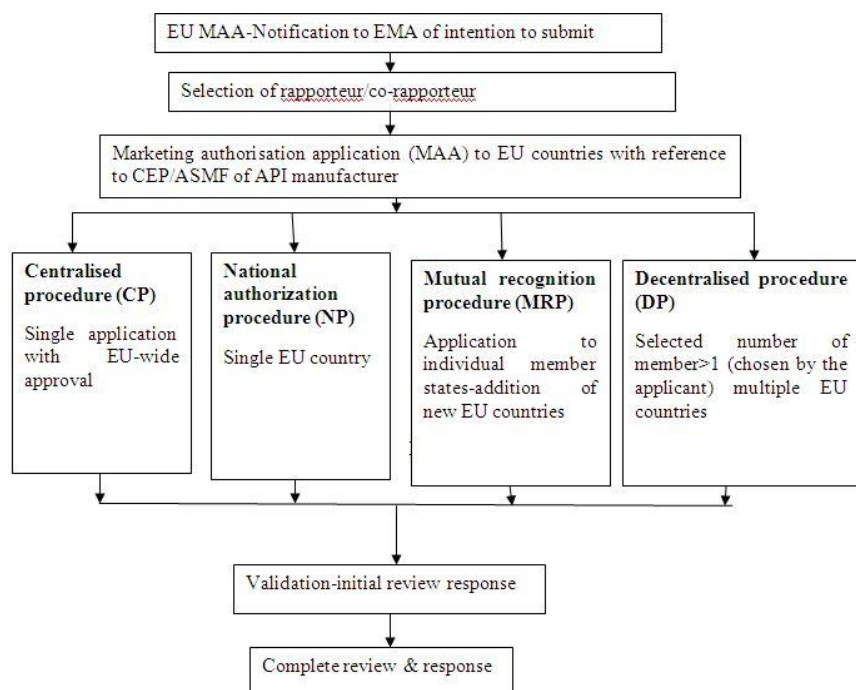 EU MAA-Notification to EMA of intention to submit
Selection of rapporteur/co-rapporteur
Marketing authorisation application (MAA) to EU countries with reference
to CEP/ASMF of API manufacturer
Centralised
procedure (CP)
Single application
with EU-wide
approval
National
authorization
procedure (NP)
Single EU country
Mutual recognition
procedure (MRP)
Application to
individual member
states-addition of
new EU countries
Decentralised procedure
(DP)
Selected number of
member>1 (chosen by the
applicant) multiple EU
countries
Validation-initial review response
Complete review & response